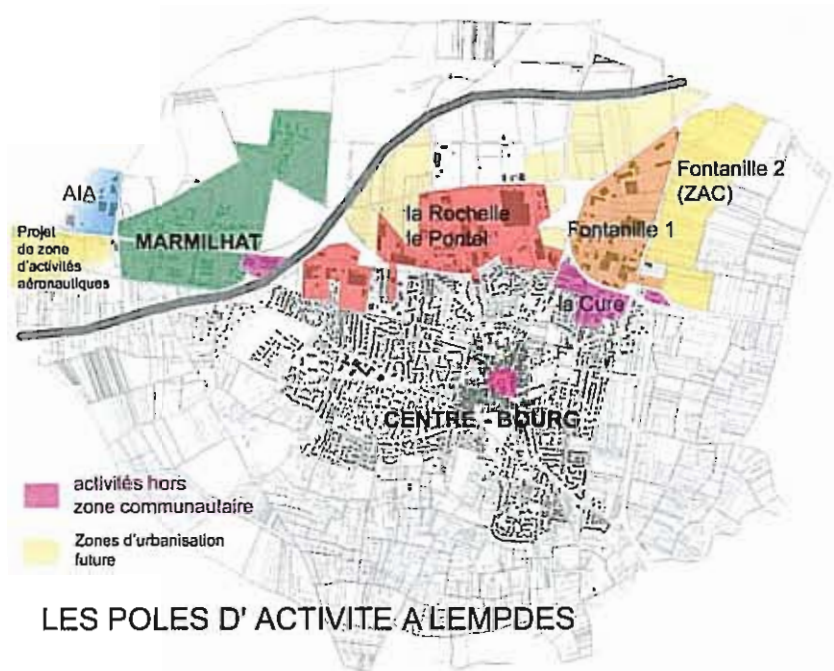 AIA
Projet
de zone
d'activités
aéronautiques
MARMILHAT
la Rochelle
le Pontel
Fontanille 1
Fontanille 2
(ZAC)
la Cure
CENTRE - BOURG
activités hors
zone communautaire
Zones d'urbanisation
future
LES POLES D' ACTIVITE A LEMPDES